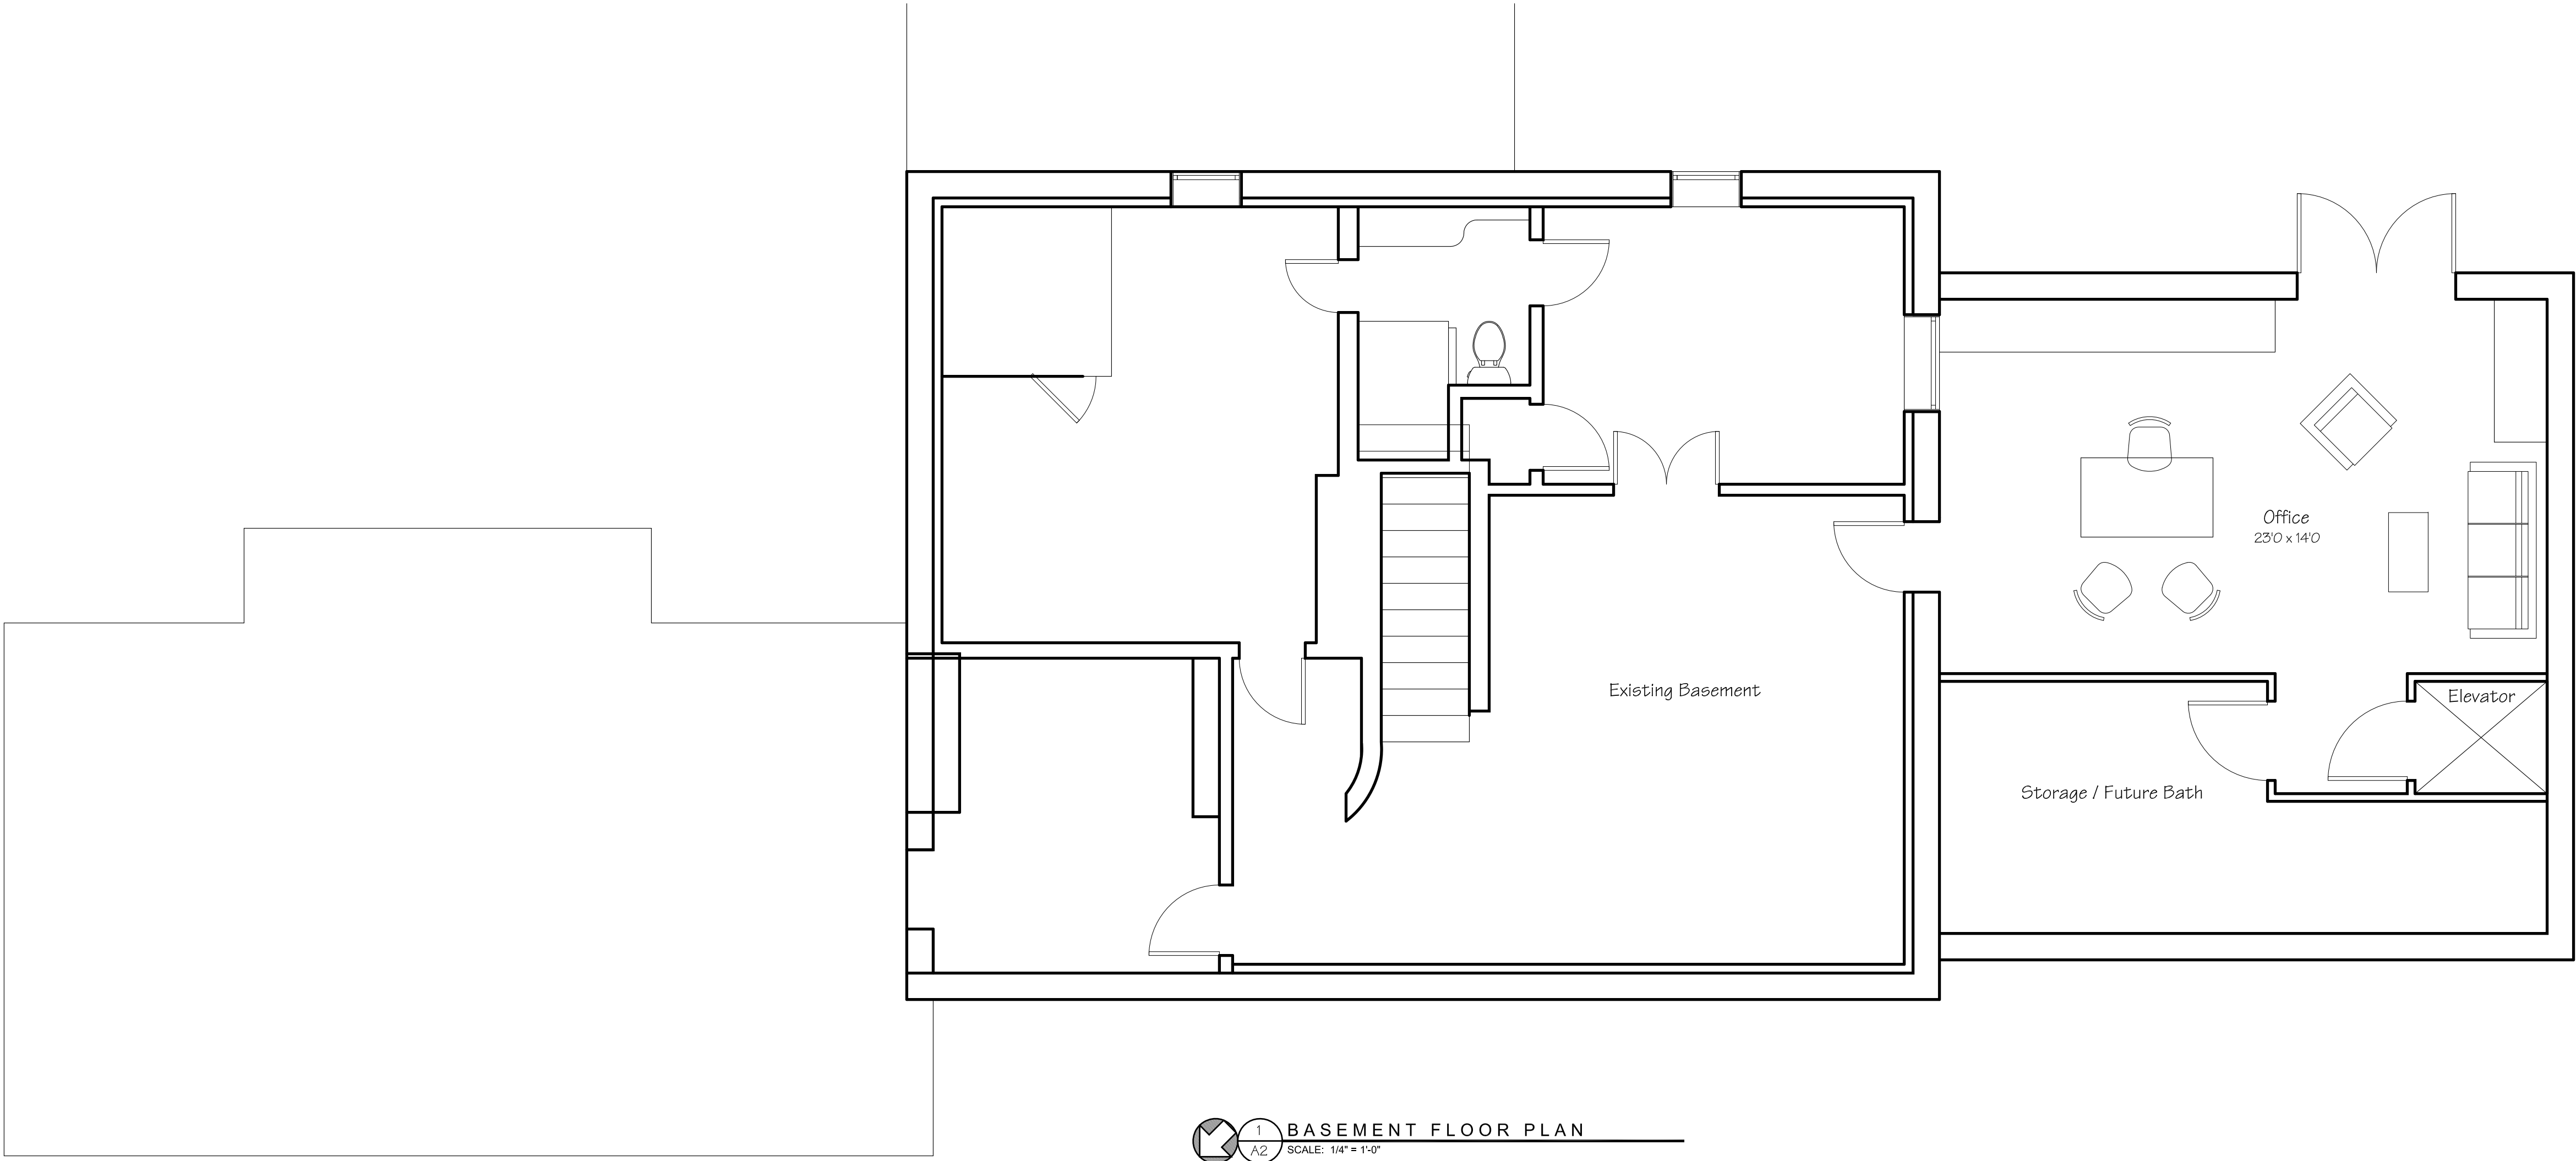 Office
23'0 x 14'0
Existing Basement
Elevator
Storage / Future Bath
1
A2
BASEMENT FLOOR PLAN
SCALE: 1/4" = 1'-0"